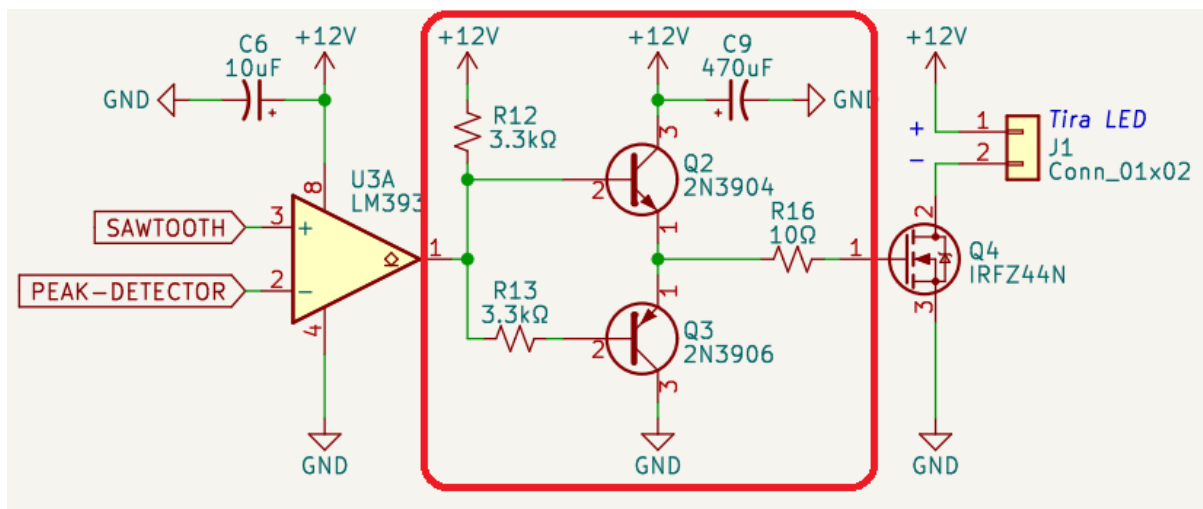 C6
10uF
+12V
GND
+
8
U3A
LM393
SAWTOOTH
3
+
PEAK-DETECTOR
2
−
1
4
GND
+12V
R12
3.3kΩ
R13
3.3kΩ
+12V
C9
470uF
+
GND
3
2
Q2
2N3904
1
R16
10Ω
1
2
Q3
2N3906
3
GND
+12V
+
−
1
2
Tira LED
J1
Conn_01x02
1
2
Q4
IRFZ44N
3
GND